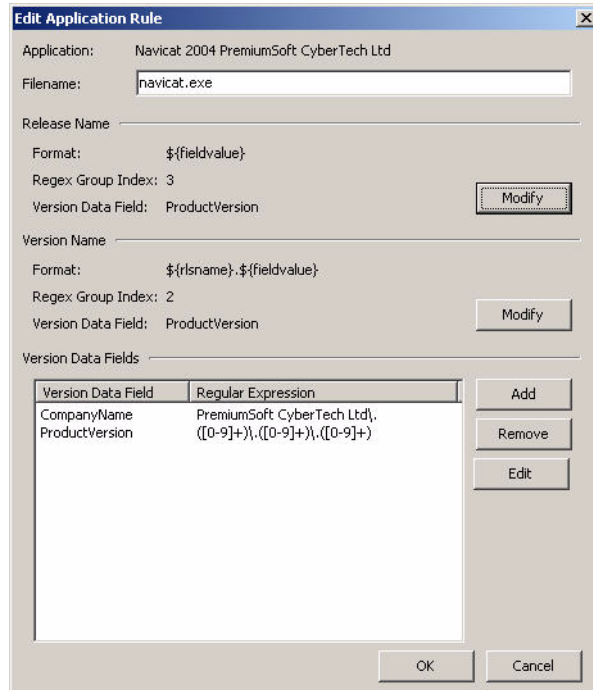 Edit Application Rule
Application: Navicat 2004 PremiumSoft CyberTech Ltd
Filename: navicat.exe
Release Name
Format: ${fieldvalue}
Regex Group Index: 3
Version Data Field: ProductVersion
Modify
Version Name
Format: ${rlsname}.${fieldvalue}
Regex Group Index: 2
Version Data Field: ProductVersion
Modify
Version Data Fields
Version Data Field Regular Expression
CompanyName PremiumSoft CyberTech Ltd\.
ProductVersion ([0-9]+)\.([0-9]+)\.([0-9]+)
Add
Remove
Edit
OK Cancel